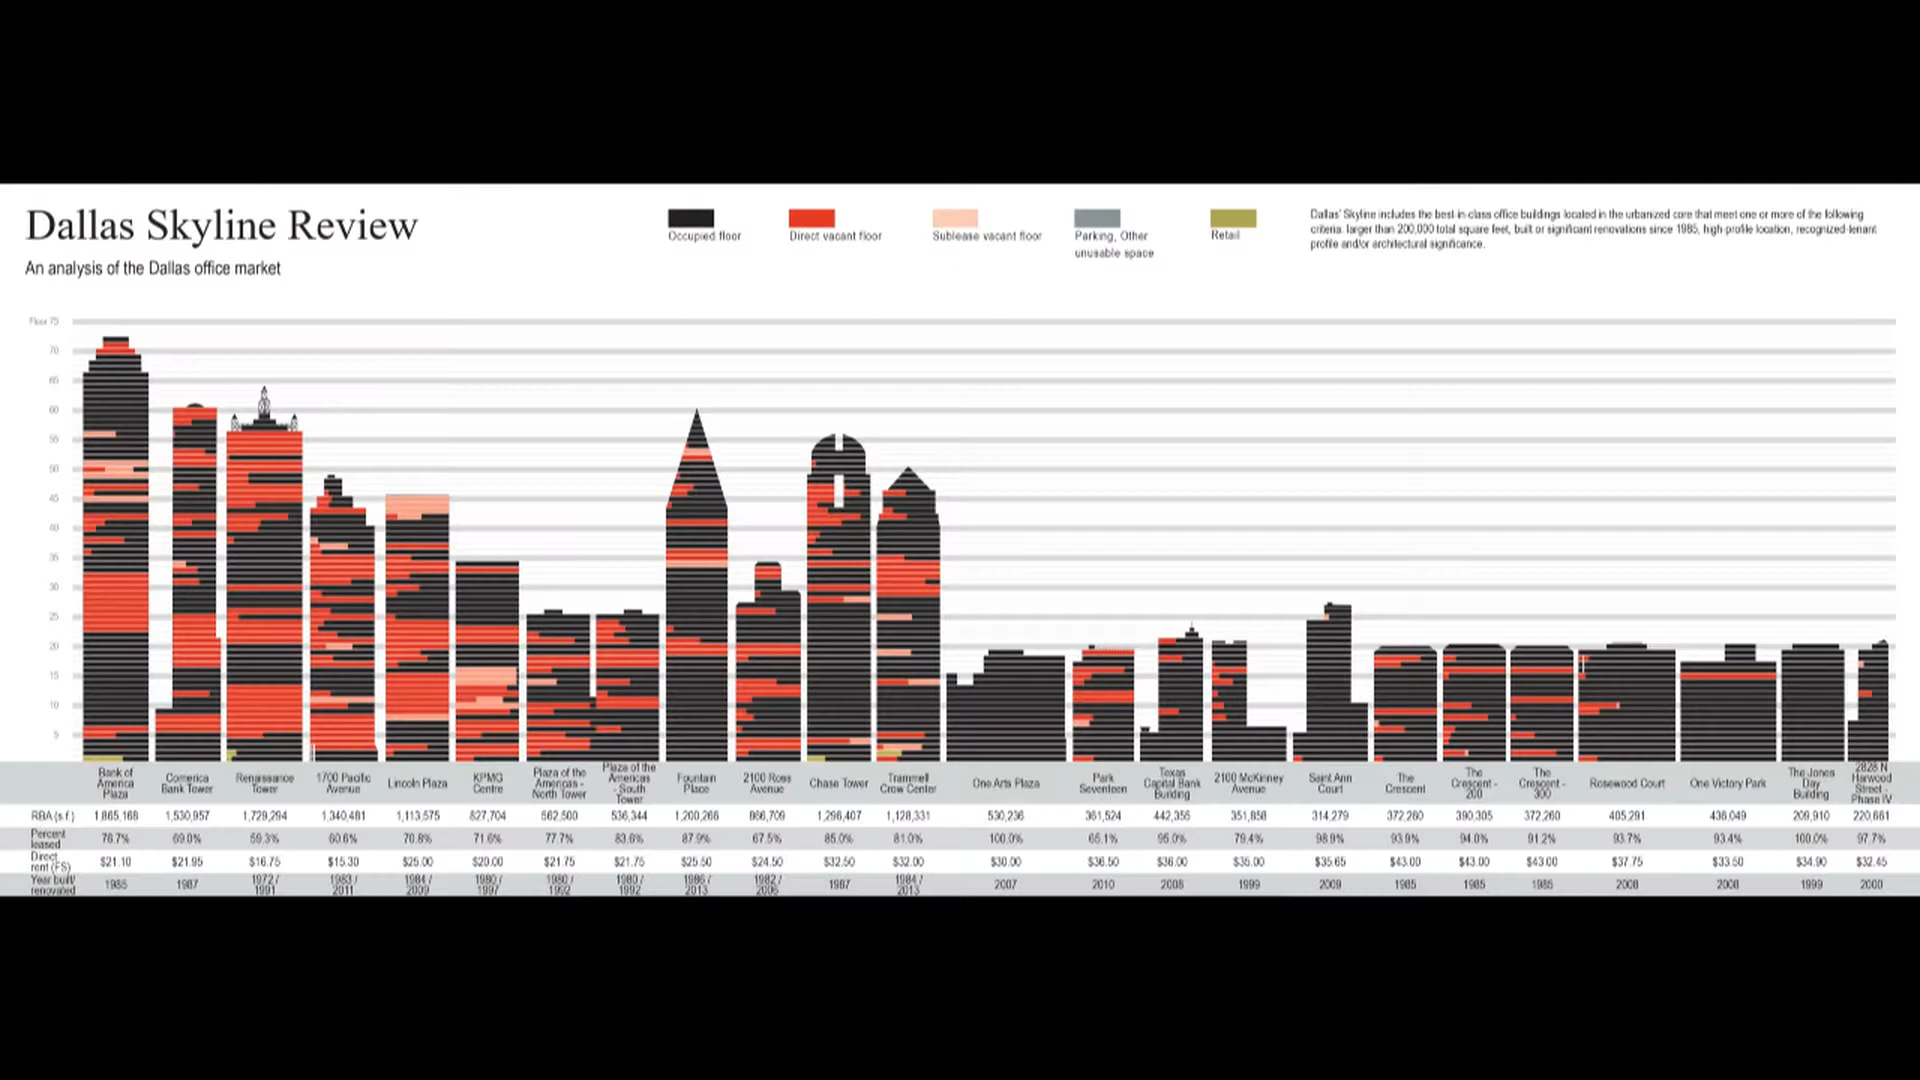 Dallas Skyline Review
An analysis of the Dallas office market
Occupied floor
Direct vacant floor
Sublease vacant floor
Parking, Other
unusable space
Retail
Dallas' Skyline includes the best-in-class office buildings located in the urbanized core that meet one or more of the following
criteria: larger than 200,000 total square feet, built or significant renovations since 1985, high-profile location, recognized tenant
profile and/or architectural significance.
Floor 75
70
65
60
55
50
45
40
35
30
25
20
15
10
5
Bank of
America
Plaza
Comerica
Bank Tower
Renaissance
Tower
1700 Pacific
Avenue
Lincoln Plaza
KPMG
Centre
Plaza of the
Americas -
North Tower
Plaza of the
Americas
- South
Tower
Fountain
Place
2100 Ross
Avenue
Chase Tower
Trammell
Crow Center
One Arts Plaza
Park
Seventeen
Texas
Capital Bank
Building
2100 McKinney
Avenue
Saint Ann
Court
The
Crescent
The
Crescent -
200
The
Crescent -
300
Rosewood Court
One Victory Park
The Jones
Day
Building
2828 N
Harwood
Street -
Phase IV
RBA (s.f.) 1,865,168 1,530,957 1,729,294 1,340,481 1,113,575 827,704 562,500 536,344 1,200,266 866,709 1,296,407 1,128,331 530,236 361,524 442,355 351,858 314,279 372,260 390,305 372,260 405,291 436,049 209,910 220,661
Percent
leased
76.7% 69.0% 59.3% 60.6% 70.8% 71.6% 77.7% 83.6% 87.9% 67.5% 85.0% 81.0% 100.0% 65.1% 95.0% 79.4% 98.9% 93.9% 94.0% 91.2% 93.7% 93.4% 100.0% 97.7%
Direct
rent (FS)
$21.10 $21.95 $16.75 $15.30 $25.00 $20.00 $21.75 $21.75 $25.50 $24.50 $32.50 $32.00 $30.00 $36.50 $36.00 $35.00 $35.65 $43.00 $43.00 $43.00 $37.75 $33.50 $34.90 $32.45
Year built/
renovated
1985
1987
1972 /
1991
1983 /
2011
1984 /
2009
1980 /
1997
1980 /
1992
1980 /
1992
1986 /
2013
1982 /
2006
1987
1984 /
2013
2007
2010
2008
1999
2009
1985
1985
1985
2008
2008
1999
2000